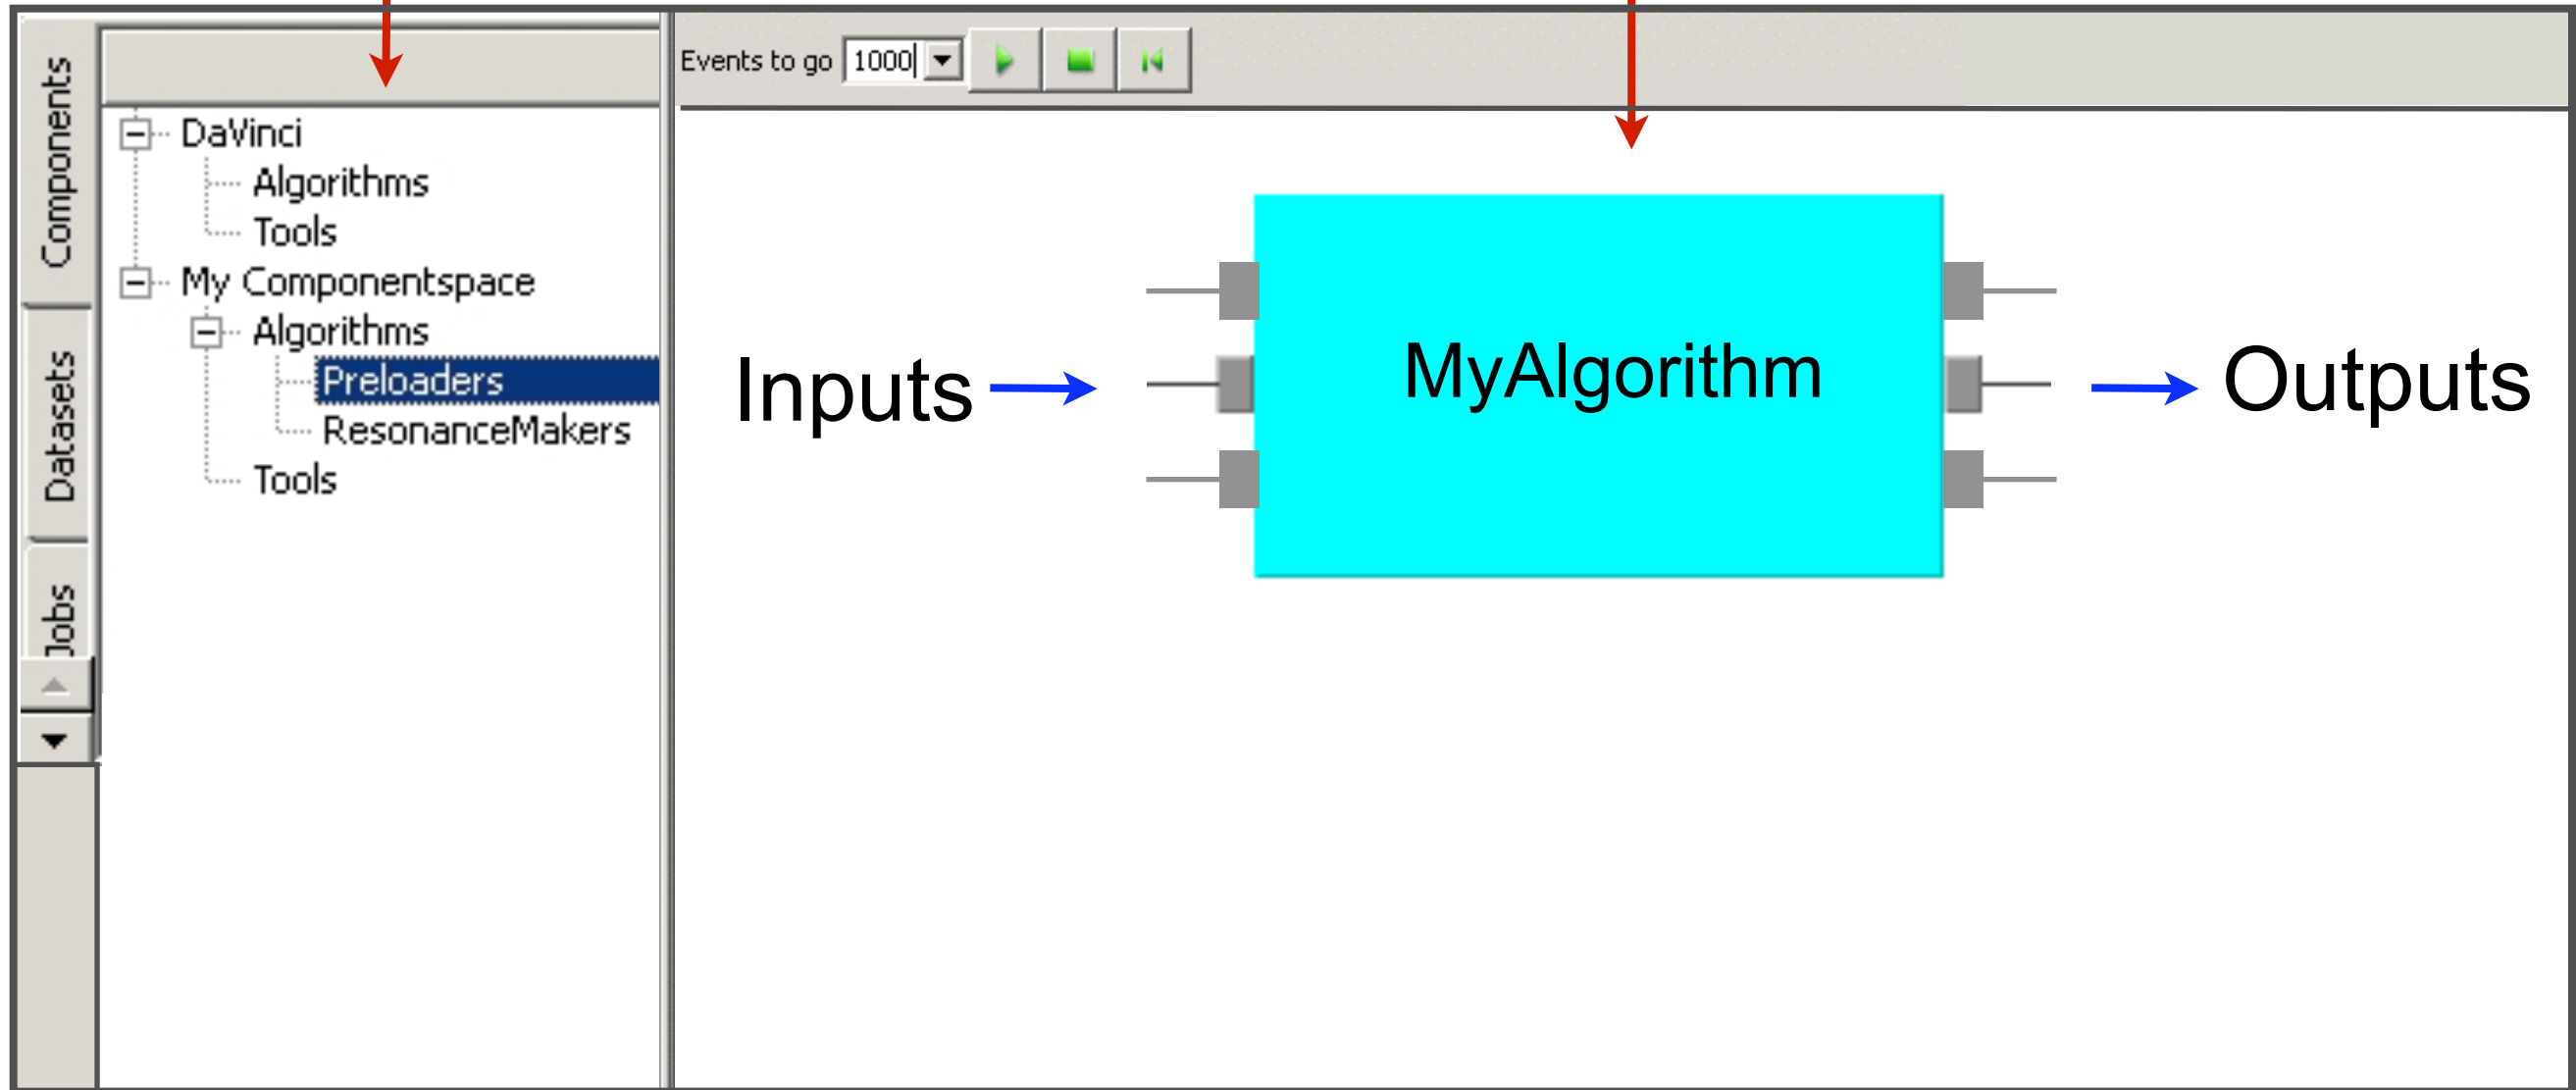 Components
Datasets
Jobs
DaVinci
Algorithms
Tools
My Componentspace
Algorithms
Preloaders
ResonanceMakers
Tools
Events to go 1000
Inputs
MyAlgorithm
Outputs